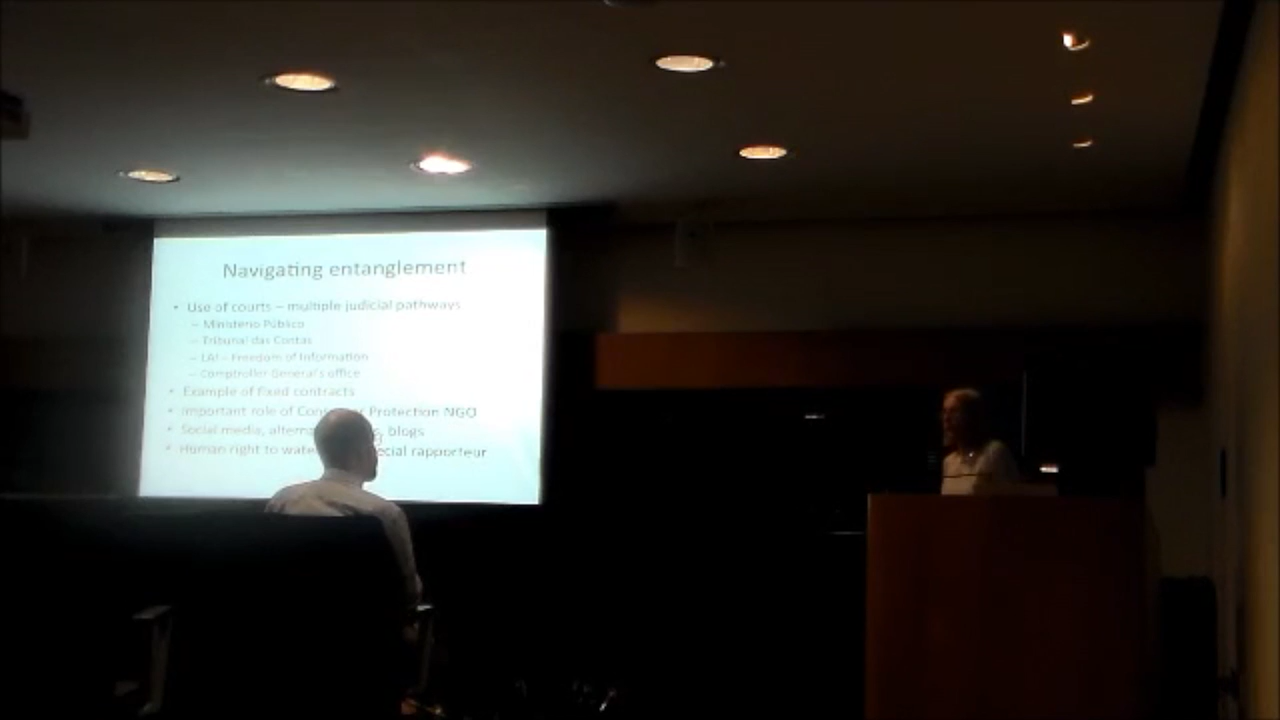 Navigating entanglement
• Use of courts – multiple judicial pathways
– Ministerio Publico
– Tribunal das Contas
– LAI – Freedom of Information
– Comptroller General's office
• Example of fixed contracts
• Important role of Protection NGO
• Social media, blogs
• Human right to rapporteur